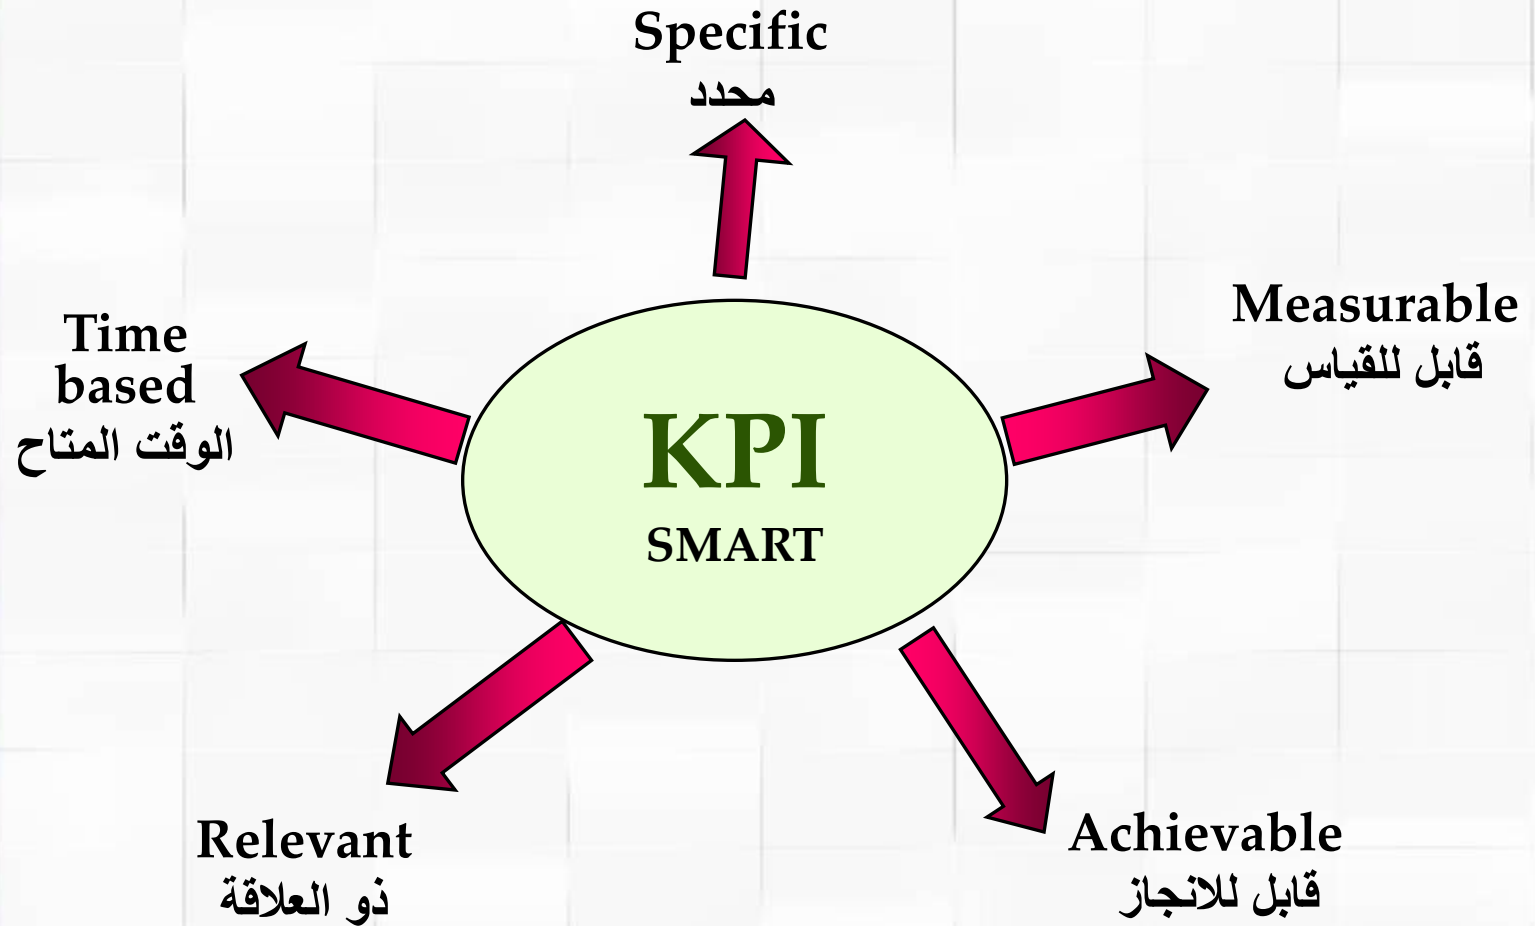 Specific
محدد
Measurable
قابل للقياس
Time
based
الوقت المتاح
KPI
SMART
Relevant
ذو العلاقة
Achievable
قابل للانجاز